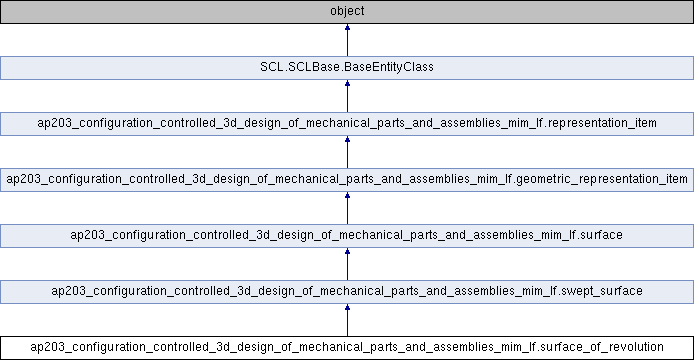 object
SCL.SCLBase.BaseEntityClass
ap203_configuration_controlled_3d_design_of_mechanical_parts_and_assemblies_mim_lf.representation_item
ap203_configuration_controlled_3d_design_of_mechanical_parts_and_assemblies_mim_lf.geometric_representation_item
ap203_configuration_controlled_3d_design_of_mechanical_parts_and_assemblies_mim_lf.surface
ap203_configuration_controlled_3d_design_of_mechanical_parts_and_assemblies_mim_lf.swept_surface
ap203_configuration_controlled_3d_design_of_mechanical_parts_and_assemblies_mim_lf.surface_of_revolution